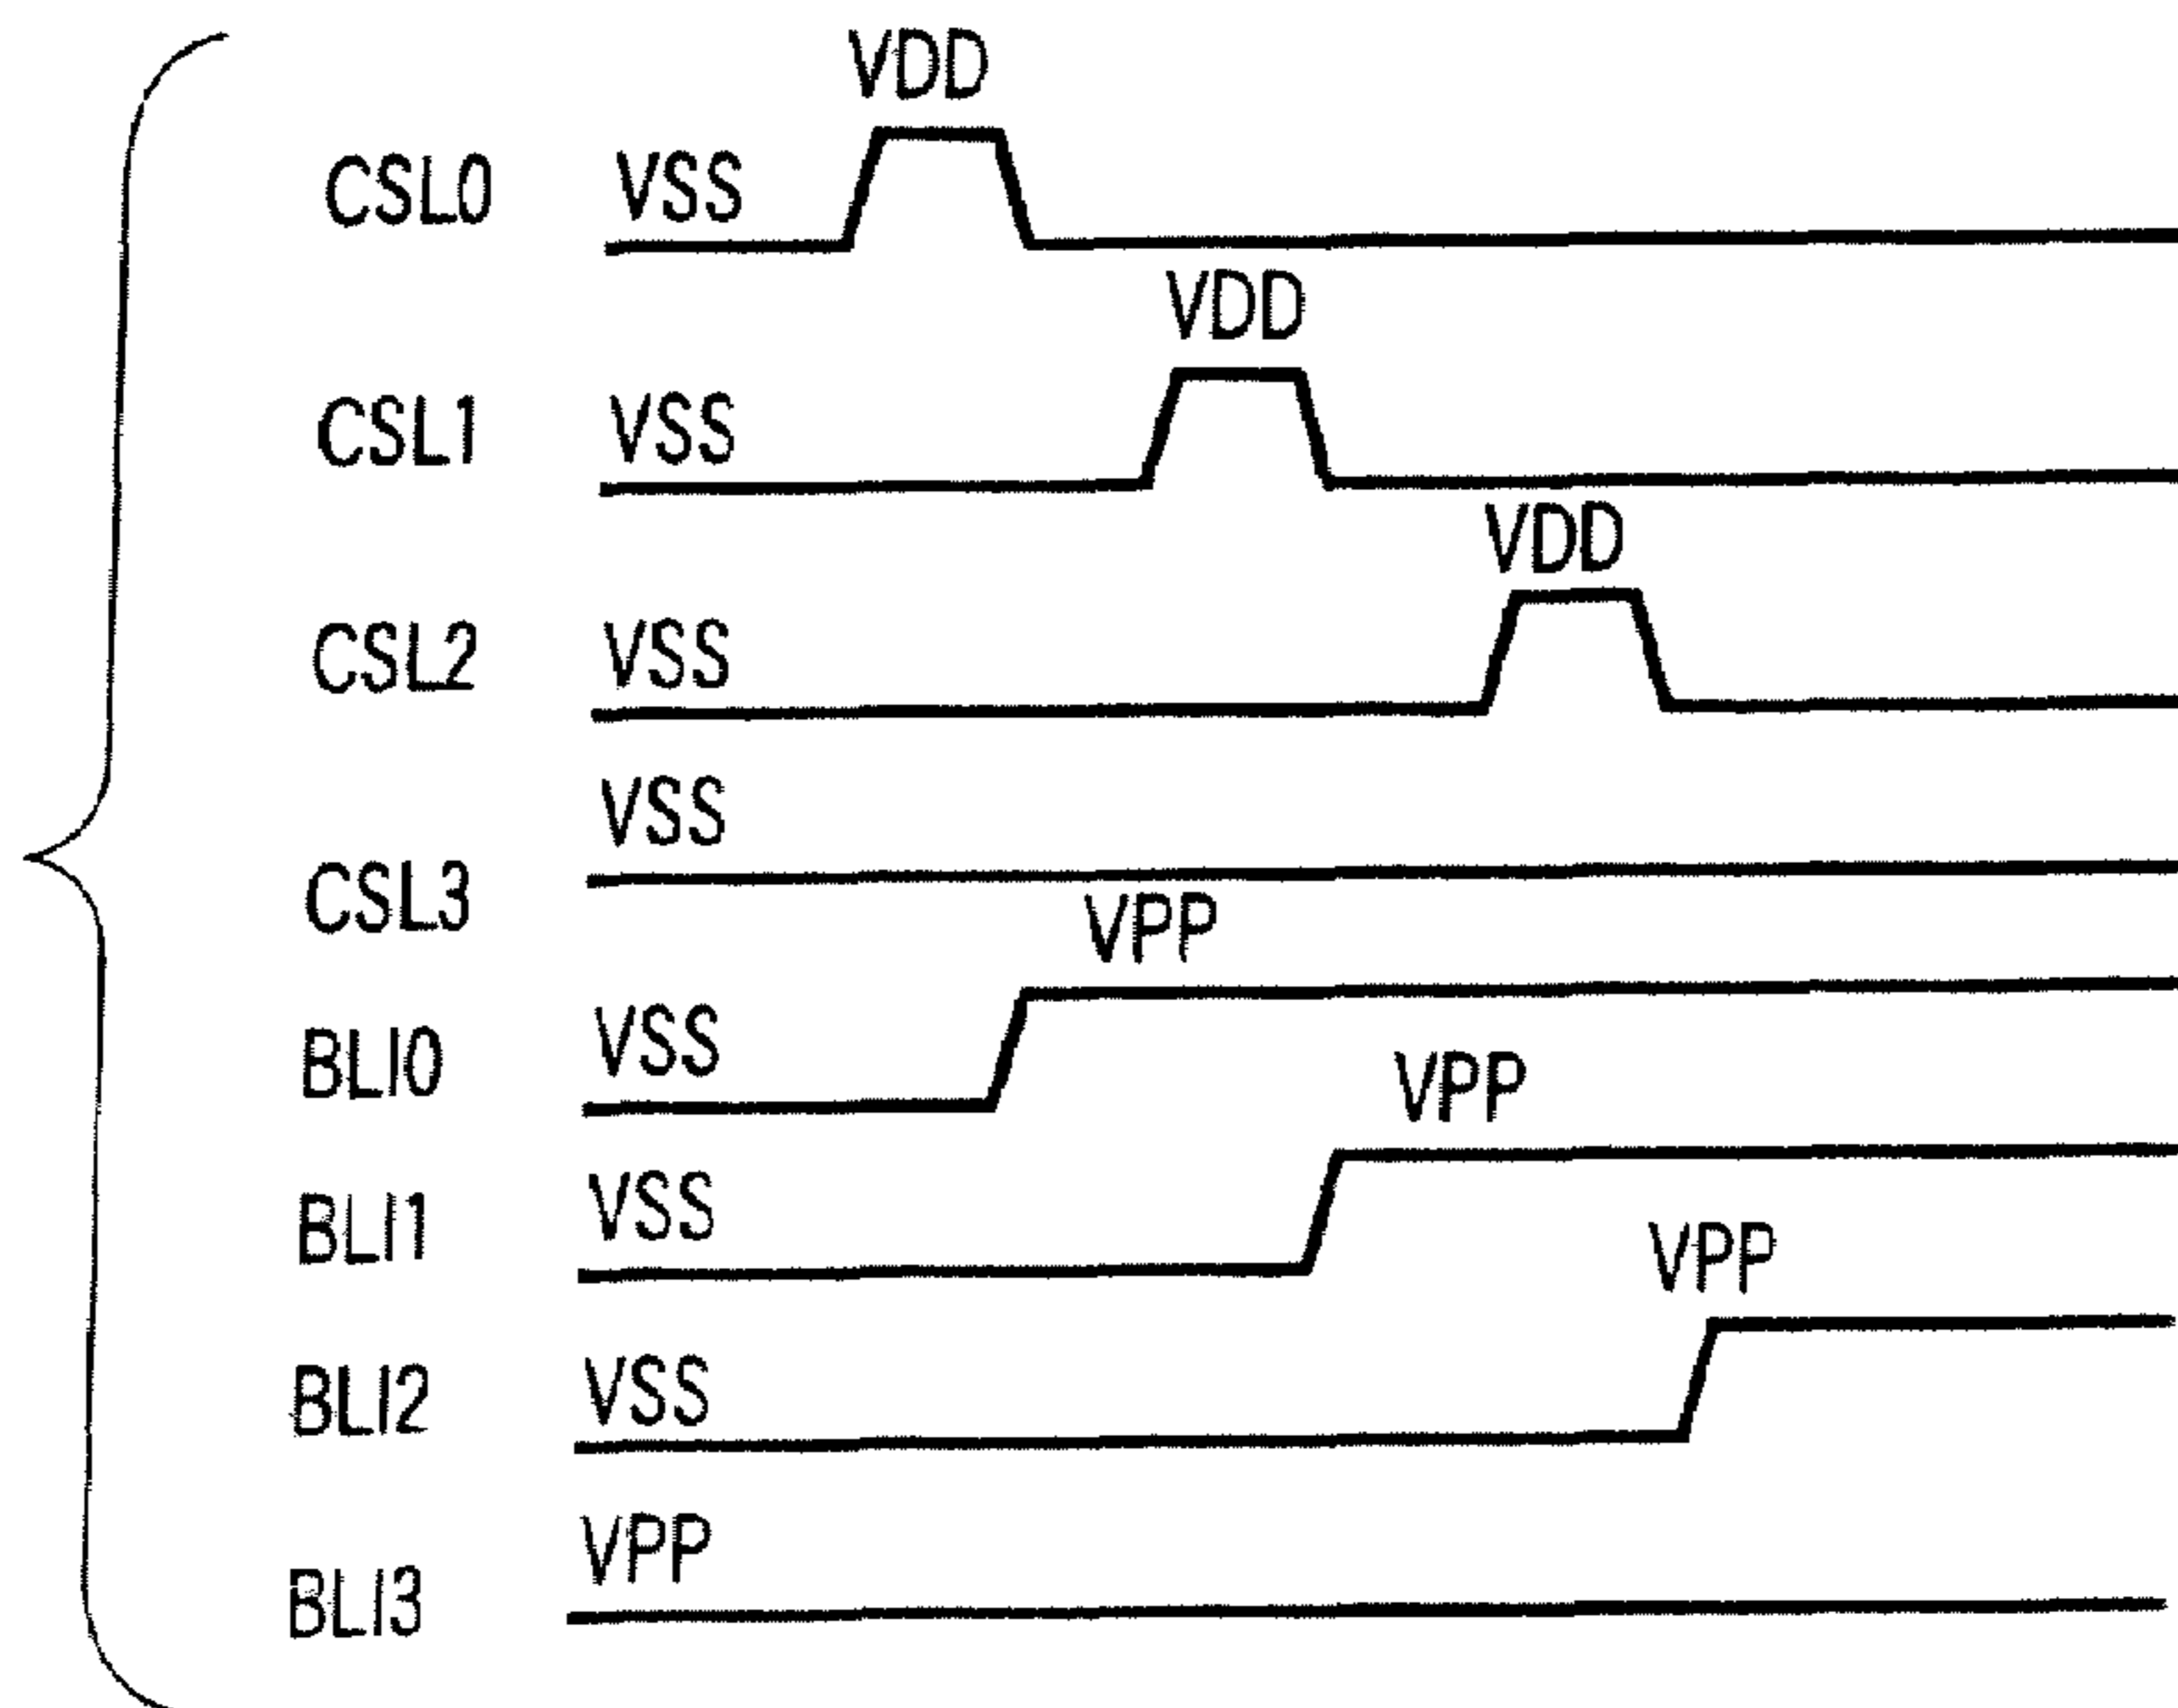 VDD
CSL0 VSS
VDD
CSL1 VSS
VDD
CSL2 VSS
VSS
CSL3
VPP
BLI0 VSS
VPP
BLI1 VSS
VPP
BLI2 VSS
VPP
BLI3